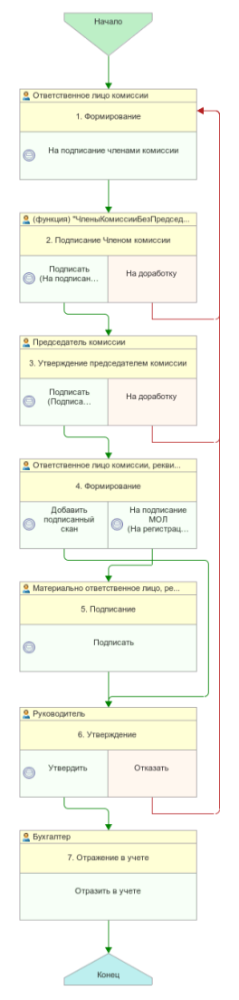 Начало
Ответственное лицо комиссии
1. Формирование
На подписание членами комиссии
(функция) "ЧленыКомиссииБезПредсед...
2. Подписание Членом комиссии
Подписать
(На подписан...
На доработку
Председатель комиссии
3. Утверждение председателем комиссии
Подписать
(Подписа...
На доработку
Ответственное лицо комиссии, рекви...
4. Формирование
Добавить
подписанный
скан
На подписание
МОЛ
(На регистрац...
Материально ответственное лицо, ре...
5. Подписание
Подписать
Руководитель
6. Утверждение
Утвердить
Отказать
Бухгалтер
7. Отражение в учете
Отразить в учете
Конец